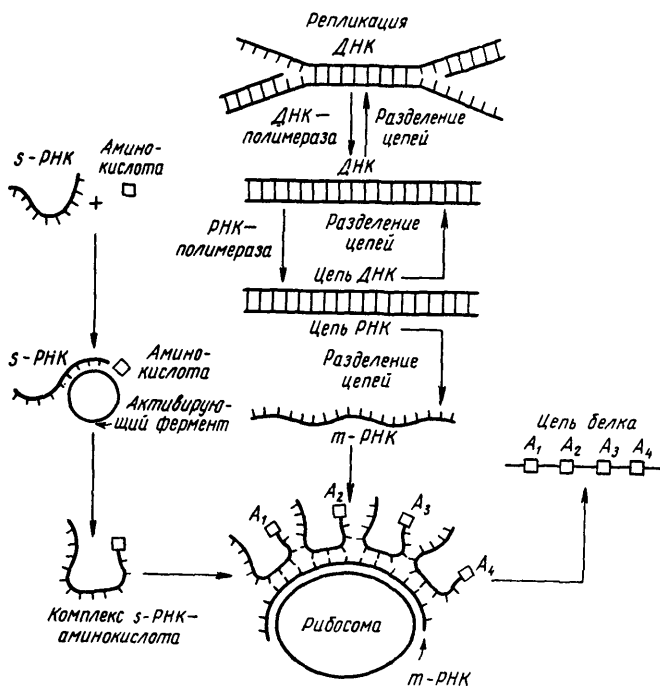 Репликация
ДНК
ДНК–
полимераза
Разделение
цепей
ДНК
s-РНК
Амино-
кислота
+
РНК–
полимераза
Разделение
цепей
Цепь ДНК
Цепь РНК
Разделение
цепей
s-РНК
Амино-
кислота
Активирую-
щий фермент
m-РНК
Цепь белка
A1 A2 A3 A4
A1 A2 A3 A4
Комплекс s-РНК–
аминокислота
Рибосома
m-РНК